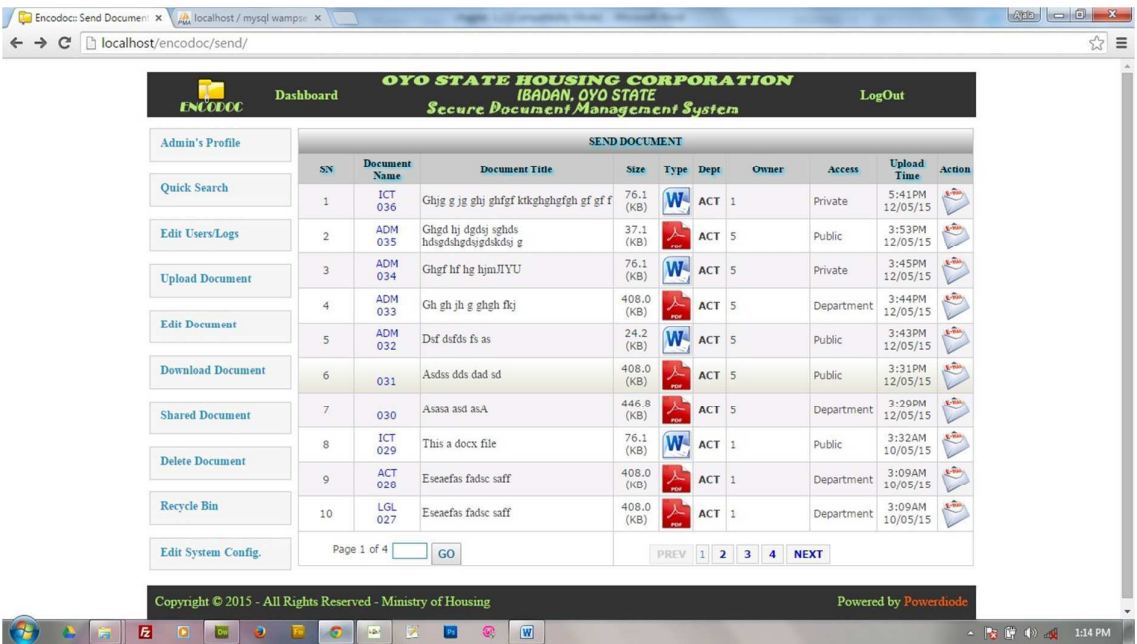 Encodoc:: Send Document
localhost / mysql wampse
localhost/encodoc/send/
ENCODOC
Dashboard
OYO STATE HOUSING CORPORATION
IBADAN, OYO STATE
Secure Document Management System
LogOut
Admin's Profile
Quick Search
Edit Users/Logs
Upload Document
Edit Document
Download Document
Shared Document
Delete Document
Recycle Bin
Edit System Config.
SEND DOCUMENT
SN Document Name Document Title Size Type Dept Owner Access Upload Time Action
1 ICT 036 Ghjg g jg ghj ghfgf ktkghghgfgh gf gf f 76.1 (KB) ACT 1 Private 5:41PM 12/05/15
2 ADM 035 Ghgd hj dgdsj sghds hdsgdshgdsjgdskdsj g 37.1 (KB) ACT 5 Public 3:53PM 12/05/15
3 ADM 034 Ghgf hf hg hjmJIYU 76.1 (KB) ACT 5 Private 3:45PM 12/05/15
4 ADM 033 Gh gh jh g ghgh fkj 408.0 (KB) PDF ACT 5 Department 3:44PM 12/05/15
5 ADM 032 Dsf dsfds fs as 24.2 (KB) ACT 5 Public 3:43PM 12/05/15
6 031 Asdss dds dad sd 408.0 (KB) PDF ACT 5 Public 3:31PM 12/05/15
7 030 Asasa asd asA 446.8 (KB) PDF ACT 5 Department 3:29PM 12/05/15
8 ICT 029 This a docx file 76.1 (KB) ACT 1 Public 3:32AM 10/05/15
9 ACT 028 Eseaefas fadsc saff 408.0 (KB) PDF ACT 1 Department 3:09AM 10/05/15
10 LGL 027 Eseaefas fadsc saff 408.0 (KB) PDF ACT 1 Department 3:09AM 10/05/15
Page 1 of 4 GO PREV 1 2 3 4 NEXT
Copyright © 2015 - All Rights Reserved - Ministry of Housing
Powered by Powerdiode
1:14 PM